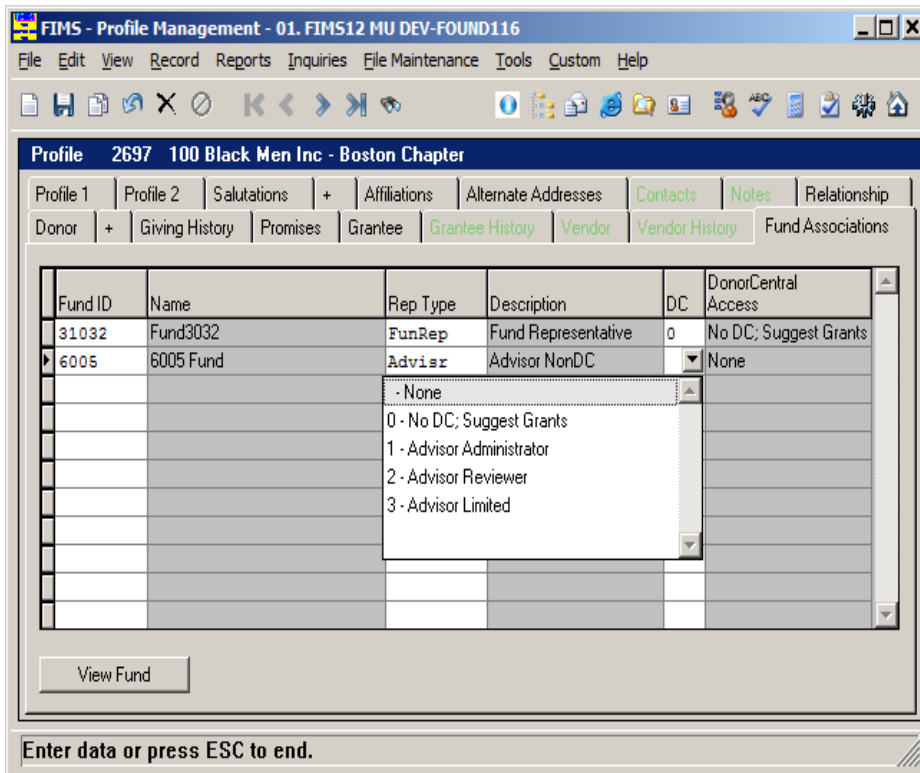 FIMS - Profile Management - 01. FIMS12 MU DEV-FOUND116
File Edit View Record Reports Inquiries File Maintenance Tools Custom Help
ABC
Profile 2697 100 Black Men Inc - Boston Chapter
Profile 1 Profile 2 Salutations + Affiliations Alternate Addresses Contacts Notes Relationship
Donor + Giving History Promises Grantee Grantee History Vendor Vendor History Fund Associations
DonorCentral
Fund ID Name Rep Type Description DC Access
31032 Fund3032 FunRep Fund Representative 0 No DC; Suggest Grants
6005 6005 Fund Advisr Advisor NonDC None
- None
0 - No DC; Suggest Grants
1 - Advisor Administrator
2 - Advisor Reviewer
3 - Advisor Limited
View Fund
Enter data or press ESC to end.